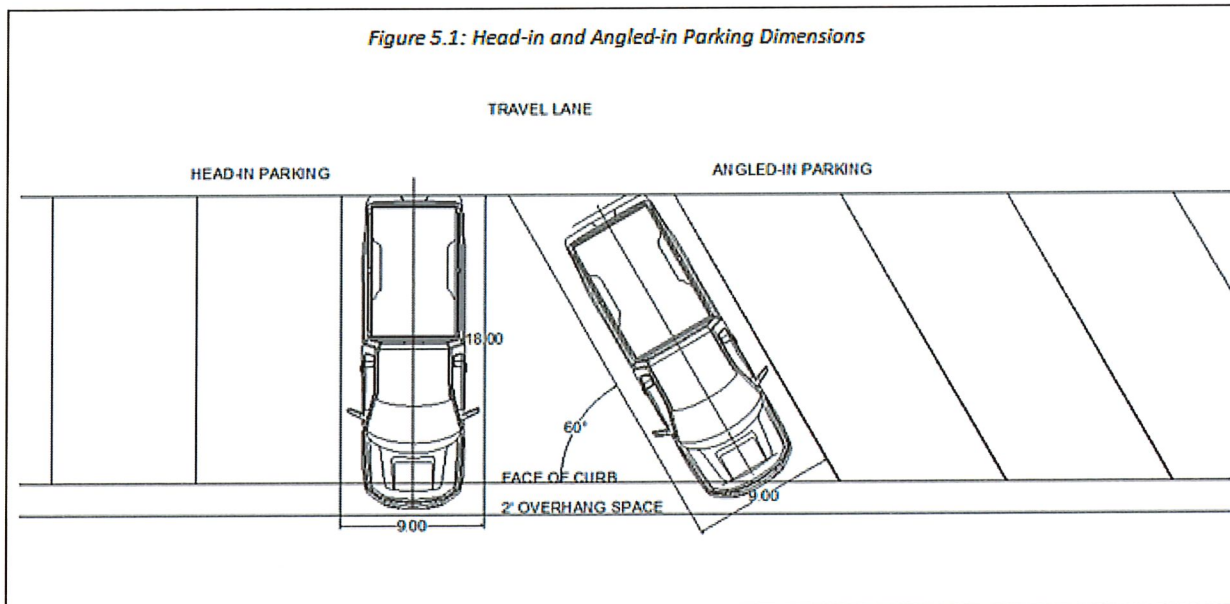 Figure 5.1: Head-in and Angled-in Parking Dimensions
TRAVEL LANE
HEAD-IN PARKING
ANGLED-IN PARKING
18.00
60°
FACE OF CURB
9.00
2' OVERHANG SPACE
9.00